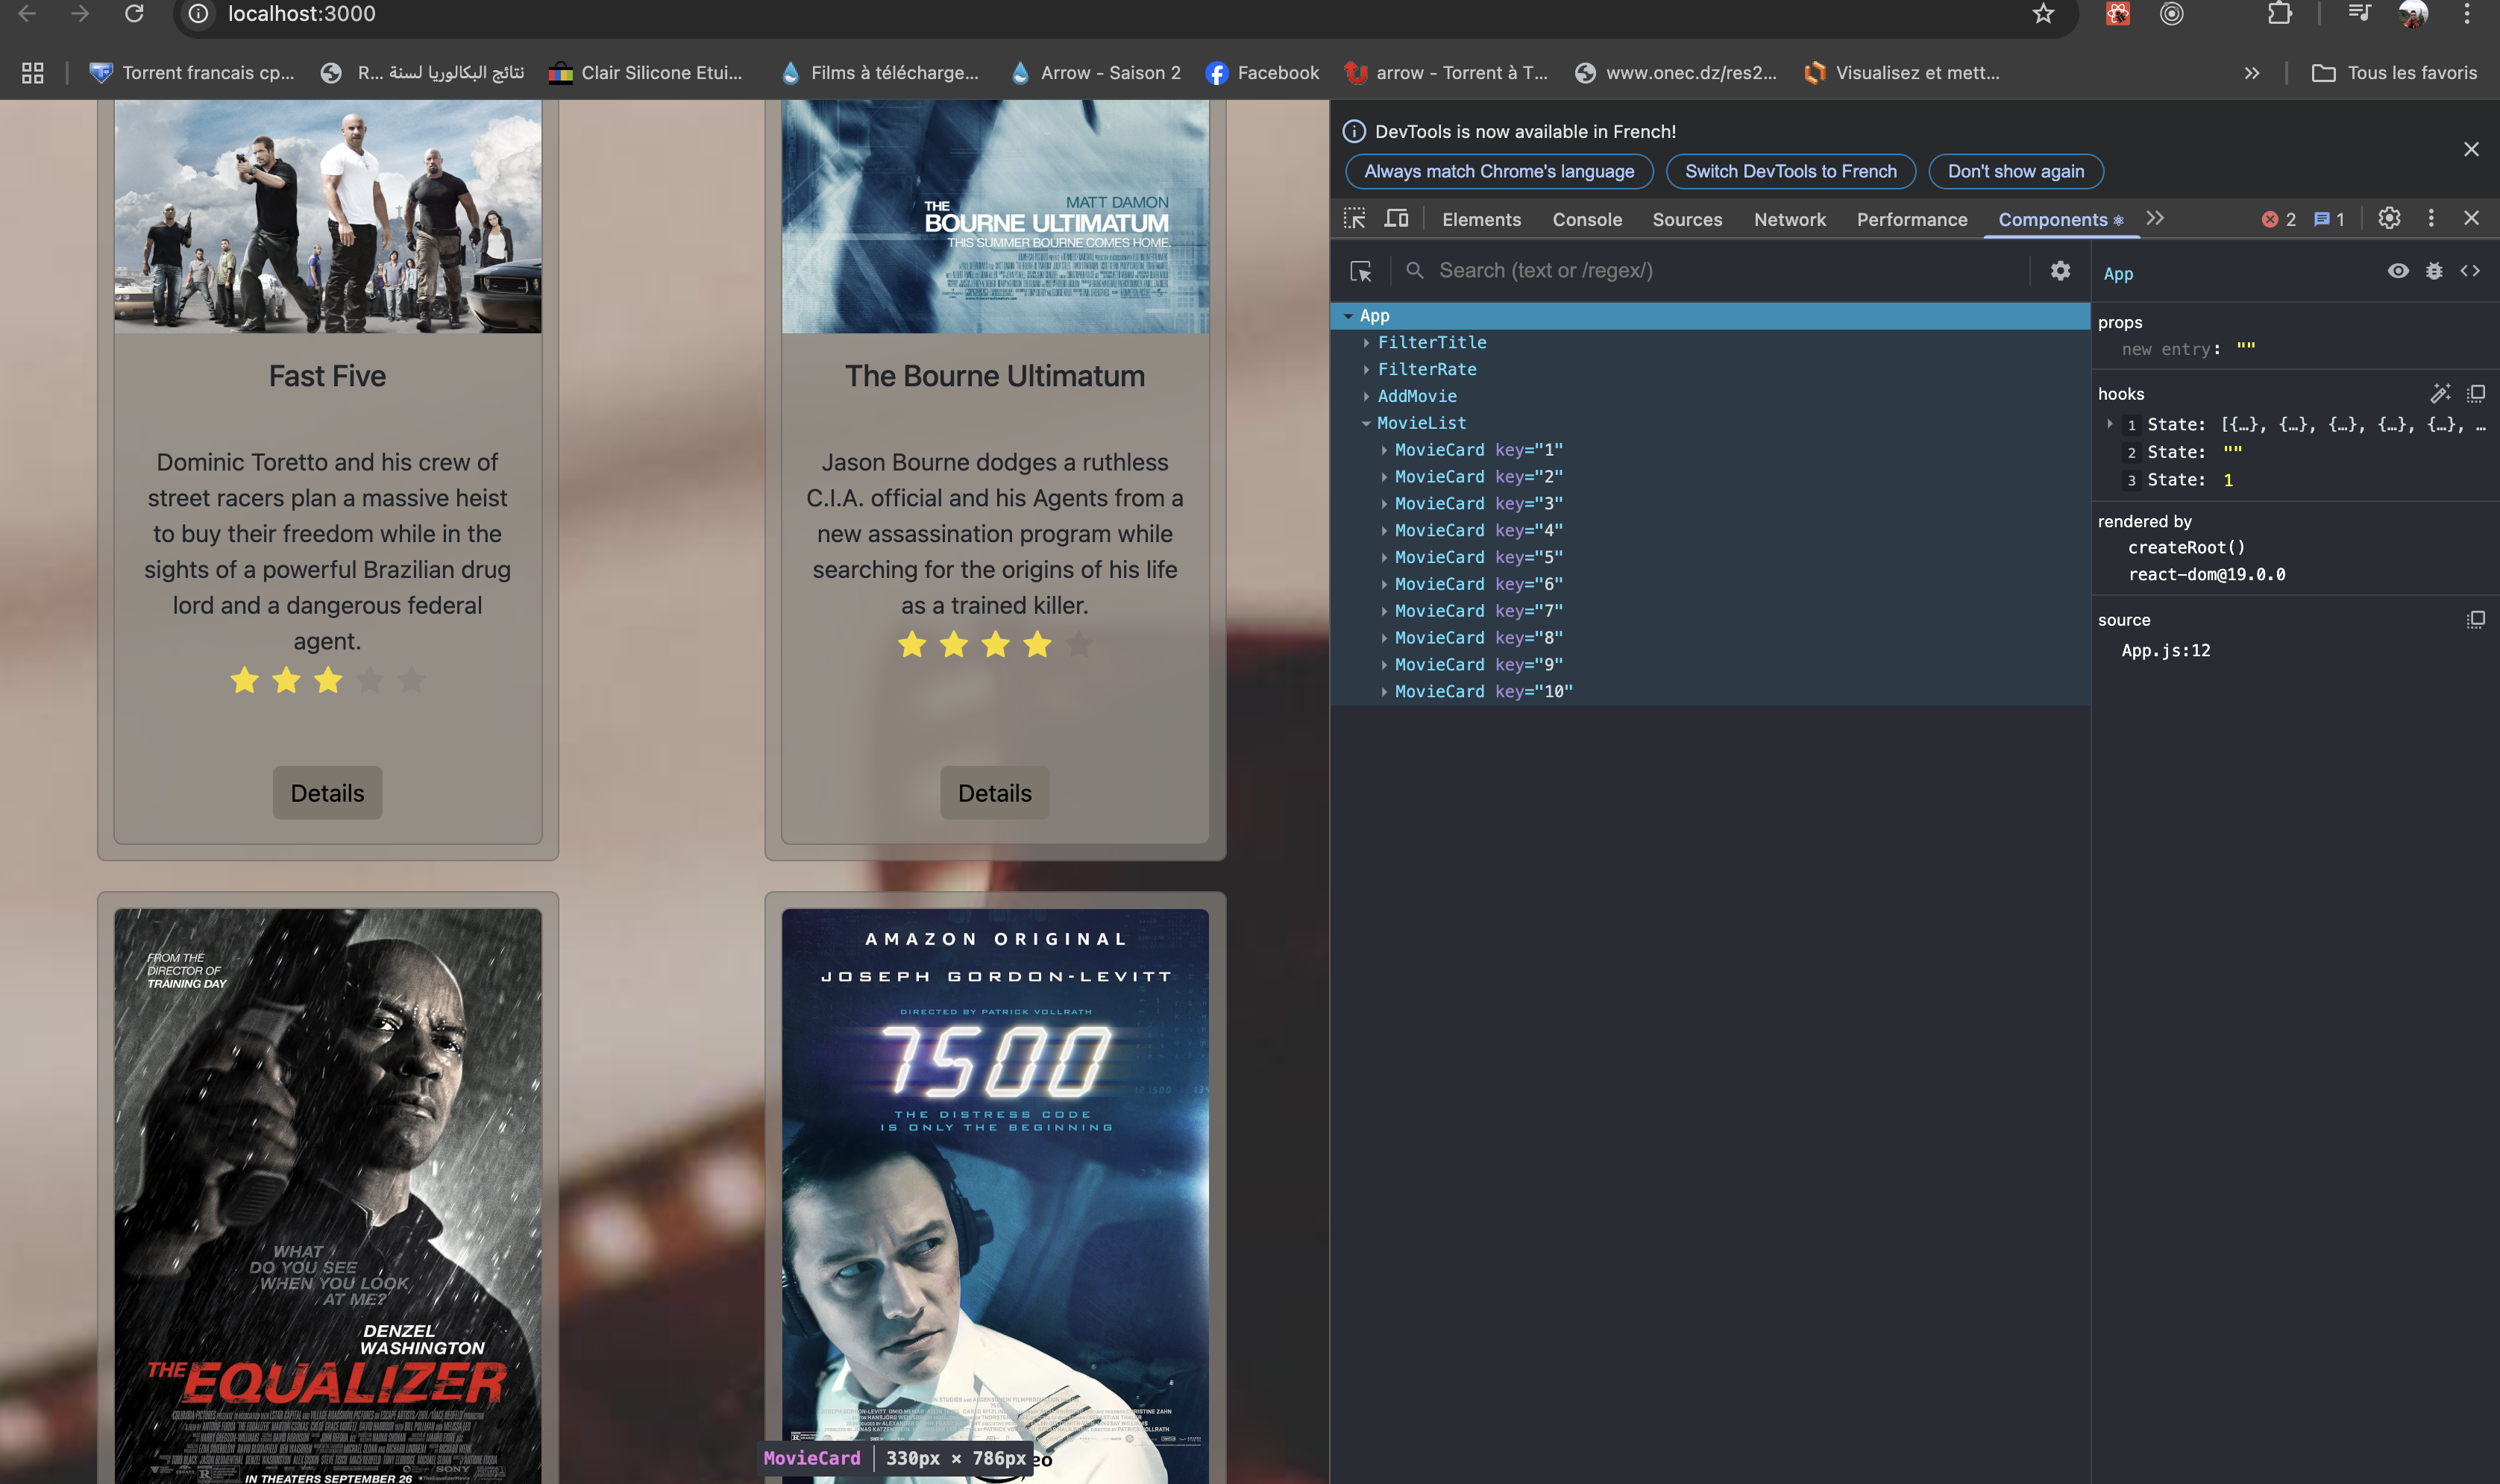 localhost:3000
Torrent francais cp...
نتائج البكالوريا لسنة ...R
Clair Silicone Etui...
Films à télécharge...
Arrow - Saison 2
Facebook
arrow - Torrent à T...
www.onec.dz/res2...
Visualisez et mett...
Tous les favoris
MATT DAMON
THE
BOURNE ULTIMATUM
THIS SUMMER BOURNE COMES HOME.
Fast Five
Dominic Toretto and his crew of
street racers plan a massive heist
to buy their freedom while in the
sights of a powerful Brazilian drug
lord and a dangerous federal
agent.
Details
The Bourne Ultimatum
Jason Bourne dodges a ruthless
C.I.A. official and his Agents from a
new assassination program while
searching for the origins of his life
as a trained killer.
Details
FROM THE
DIRECTOR OF
TRAINING DAY
WHAT
DO YOU SEE
WHEN YOU LOOK
AT ME?
DENZEL
WASHINGTON
THE EQUALIZER
IN THEATERS SEPTEMBER 26
AMAZON ORIGINAL
JOSEPH GORDON-LEVITT
DIRECTED BY PATRICK VOLLRATH
7500
THE DISTRESS CODE
IS ONLY THE BEGINNING
MovieCard 330px × 786px
DevTools is now available in French!
Always match Chrome's language
Switch DevTools to French
Don't show again
Elements
Console
Sources
Network
Performance
Components
2
1
Search (text or /regex/)
App
FilterTitle
FilterRate
AddMovie
MovieList
MovieCard key="1"
MovieCard key="2"
MovieCard key="3"
MovieCard key="4"
MovieCard key="5"
MovieCard key="6"
MovieCard key="7"
MovieCard key="8"
MovieCard key="9"
MovieCard key="10"
App
props
new entry: ""
hooks
1 State: [{…}, {…}, {…}, {…}, {…}, …
2 State: ""
3 State: 1
rendered by
createRoot()
react-dom@19.0.0
source
App.js:12